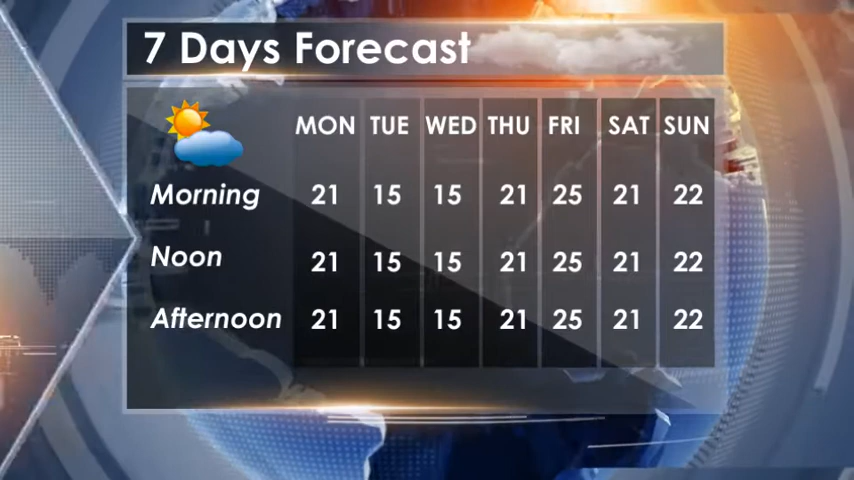 7 Days Forecast
MON TUE WED THU FRI SAT SUN
Morning 21 15 15 21 25 21 22
Noon 21 15 15 21 25 21 22
Afternoon 21 15 15 21 25 21 22